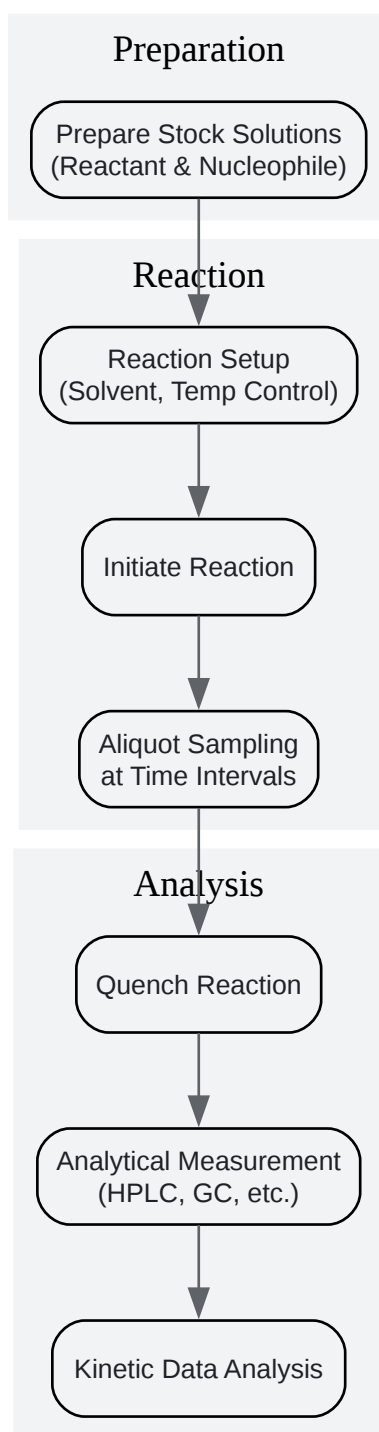 Preparation
Prepare Stock Solutions
(Reactant & Nucleophile)
Reaction
Reaction Setup
(Solvent, Temp Control)
Initiate Reaction
Aliquot Sampling
at Time Intervals
Analysis
Quench Reaction
Analytical Measurement
(HPLC, GC, etc.)
Kinetic Data Analysis